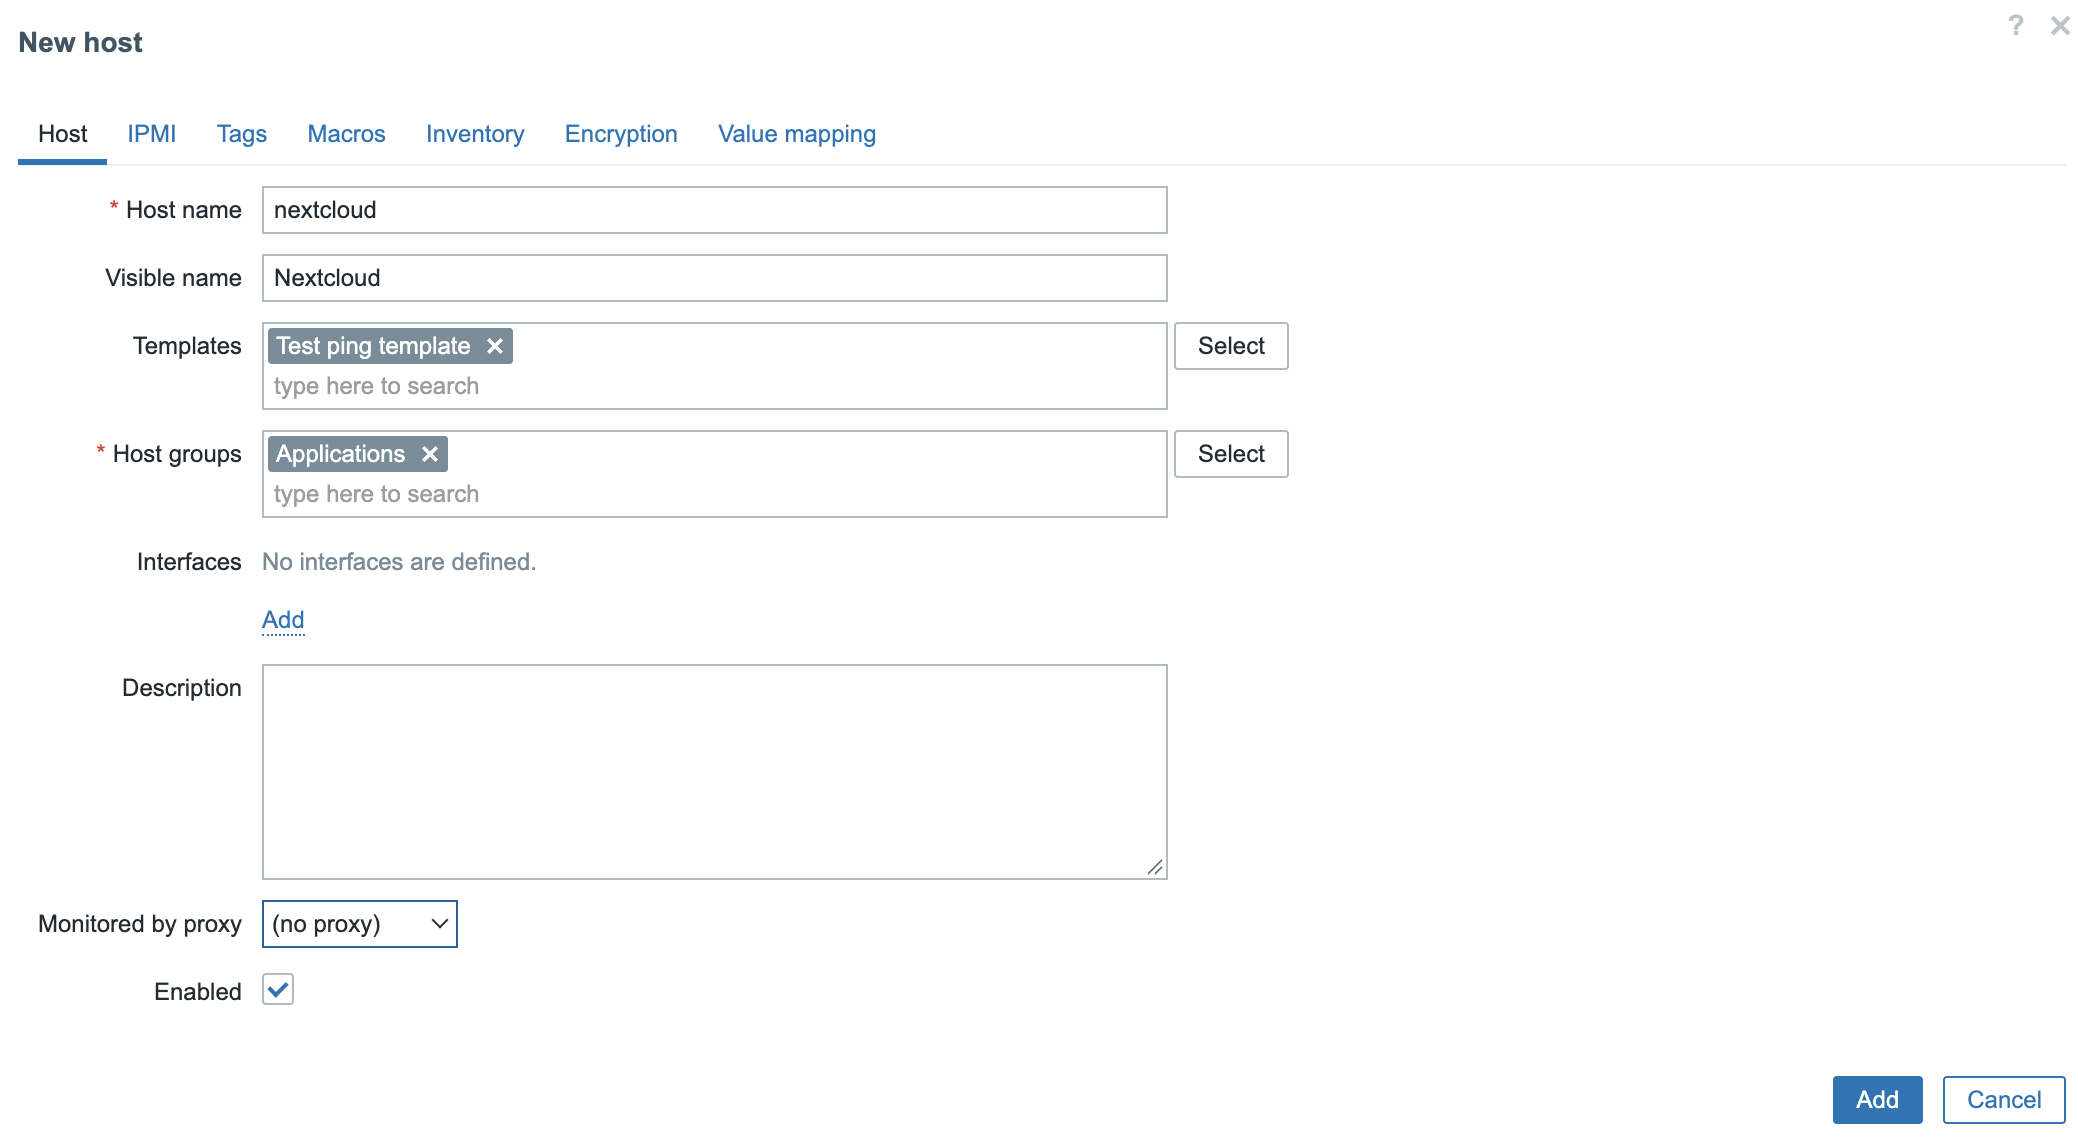 New host
?
Host IPMI Tags Macros Inventory Encryption Value mapping
* Host name nextcloud
Visible name Nextcloud
Templates Test ping template Select
type here to search
* Host groups Applications Select
type here to search
Interfaces No interfaces are defined.
Add
Description
Monitored by proxy (no proxy)
Enabled
Add Cancel